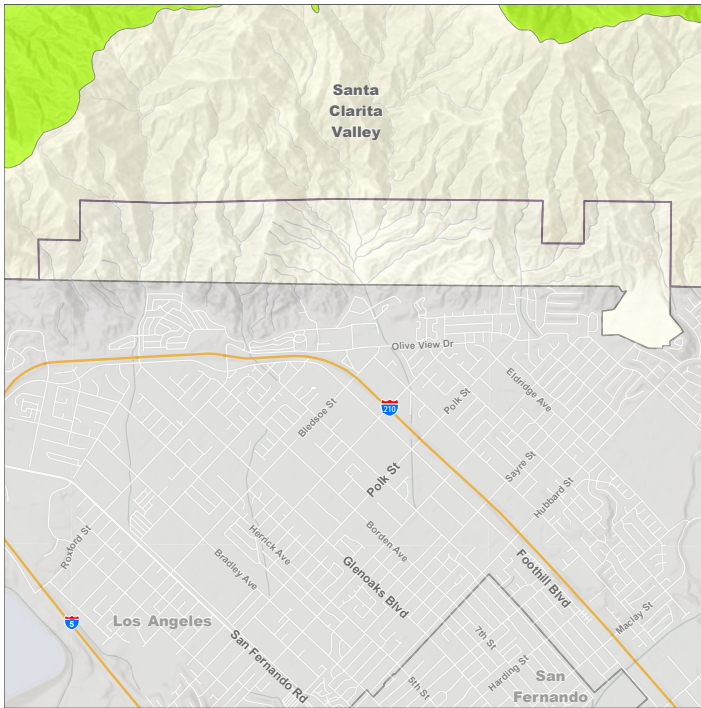 Santa
Clarita
Valley
Olive View Dr
Eldridge Ave
Polk St
210
Bledsoe St
Sayre St
Polk St
Hubbard St
Roxford St
Herrick Ave
Borden Ave
Bradley Ave
Glenoaks Blvd
Foothill Blvd
5
Los Angeles
Maclay St
7th St
San Fernando Rd
Harding St
5th St
San
Fernando